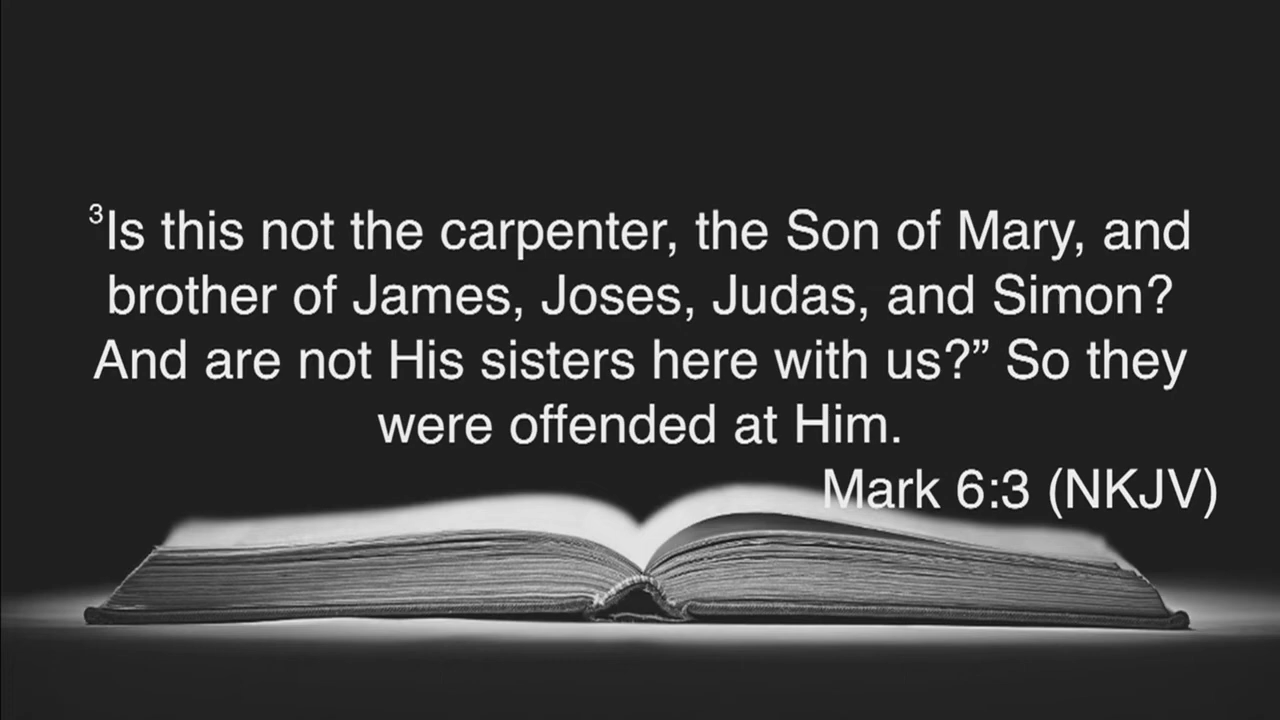 ³Is this not the carpenter, the Son of Mary, and
brother of James, Joses, Judas, and Simon?
And are not His sisters here with us?” So they
were offended at Him.
Mark 6:3 (NKJV)